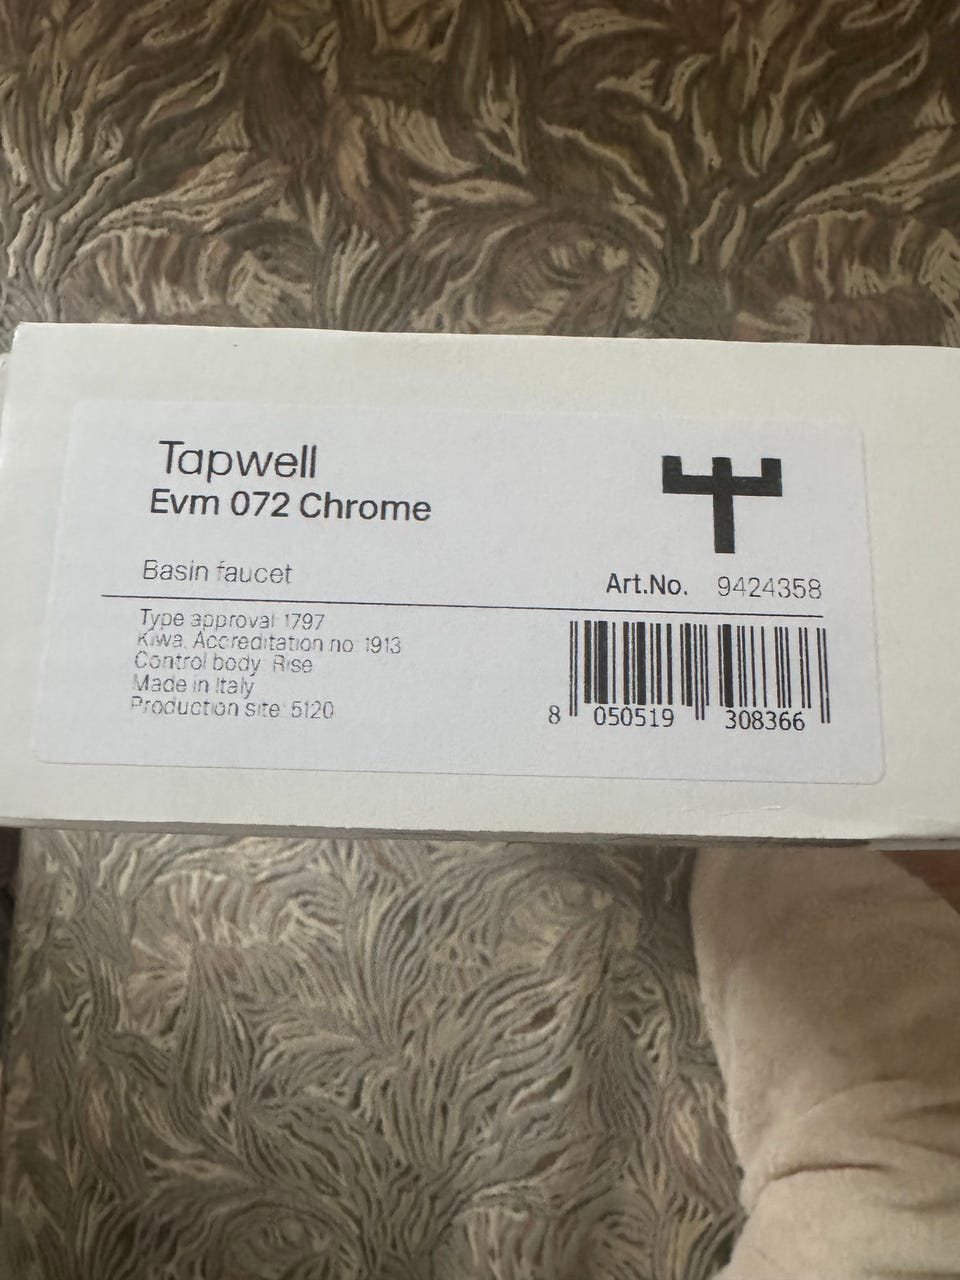 Tapwell
Evm 072 Chrome
Basin faucet
Art.No. 9424358
Type approval 1797
Kiwa, Accreditation no 1913
Control body Rise
Made in Italy
Production site 5120
8 050519 308366